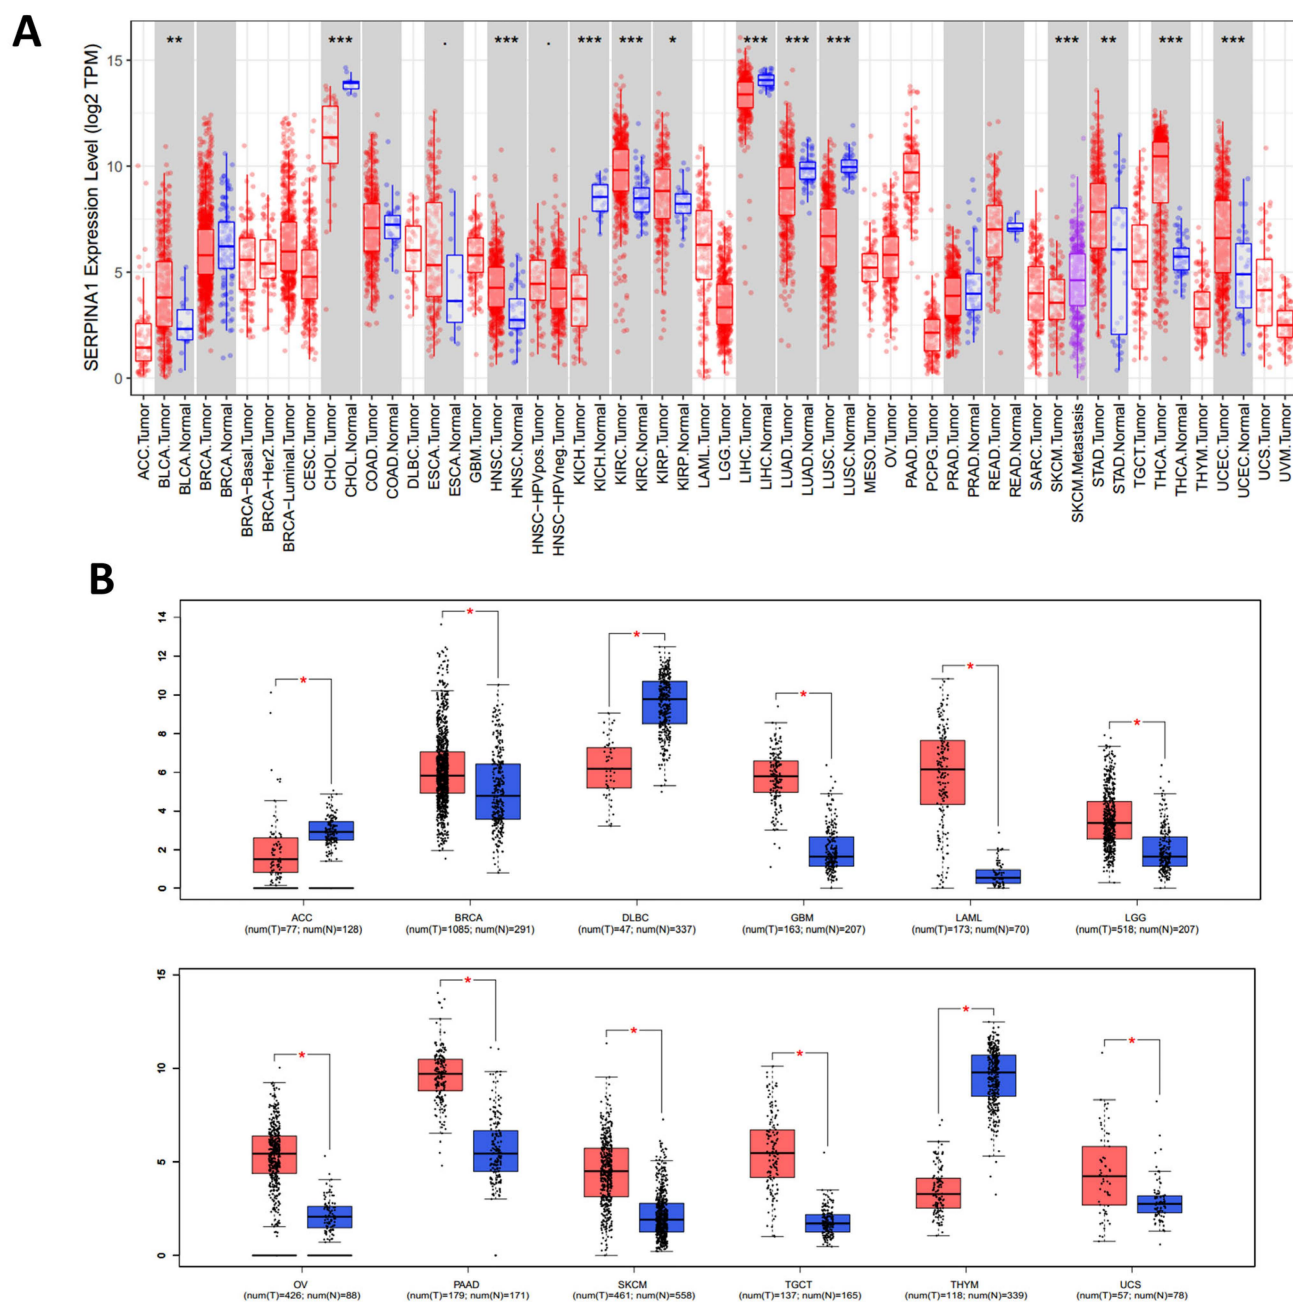 A
SERPINA1 Expression Level (log2 TPM)
15
10
5
0
** *** . *** . *** *** * *** *** *** *** ** *** ***
ACC.Tumor
BLCA.Tumor
BLCA.Normal
BRCA.Tumor
BRCA.Normal
BRCA-Basal.Tumor
BRCA-Her2.Tumor
BRCA-Luminal.Tumor
CESC.Tumor
CHOL.Tumor
CHOL.Normal
COAD.Tumor
COAD.Normal
DLBC.Tumor
ESCA.Tumor
ESCA.Normal
GBM.Tumor
HNSC.Tumor
HNSC.Normal
HNSC-HPVpos.Tumor
HNSC-HPVneg.Tumor
KICH.Tumor
KICH.Normal
KIRC.Tumor
KIRC.Normal
KIRP.Tumor
KIRP.Normal
LAML.Tumor
LGG.Tumor
LIHC.Tumor
LIHC.Normal
LUAD.Tumor
LUAD.Normal
LUSC.Tumor
LUSC.Normal
MESO.Tumor
OV.Tumor
PAAD.Tumor
PCPG.Tumor
PRAD.Tumor
PRAD.Normal
READ.Tumor
READ.Normal
SARC.Tumor
SKCM.Tumor
SKCM.Metastasis
STAD.Tumor
STAD.Normal
TGCT.Tumor
THCA.Tumor
THCA.Normal
THYM.Tumor
UCEC.Tumor
UCEC.Normal
UCS.Tumor
UVM.Tumor
B
14
12
10
8
6
4
2
0
* * * * * *
ACC BRCA DLBC GBM LAML LGG
(num(T)=77; num(N)=128) (num(T)=1085; num(N)=291) (num(T)=47; num(N)=337) (num(T)=163; num(N)=207) (num(T)=173; num(N)=70) (num(T)=518; num(N)=207)
15
10
5
0
* * * * * *
OV PAAD SKCM TGCT THYM UCS
(num(T)=426; num(N)=88) (num(T)=179; num(N)=171) (num(T)=461; num(N)=558) (num(T)=137; num(N)=165) (num(T)=118; num(N)=339) (num(T)=57; num(N)=78)